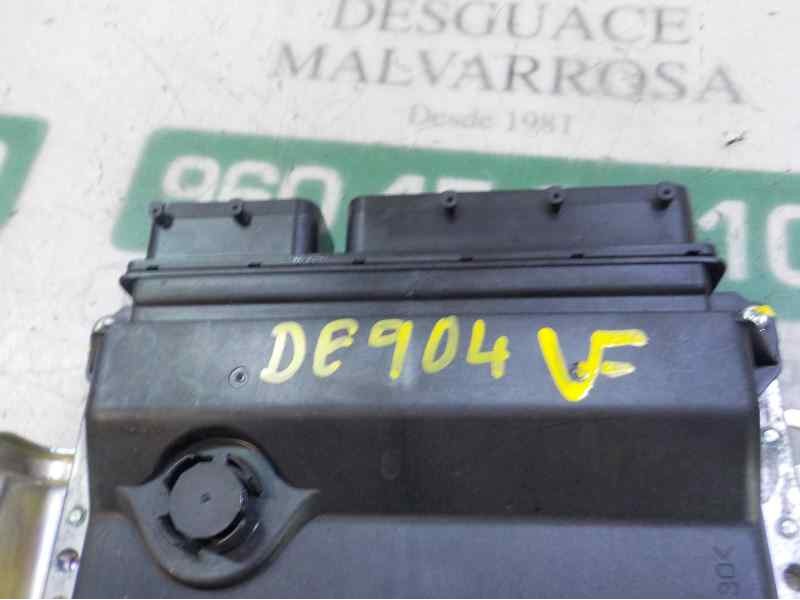 DESGUACE
MALVARROSA
Desde 1981
DE904 VF